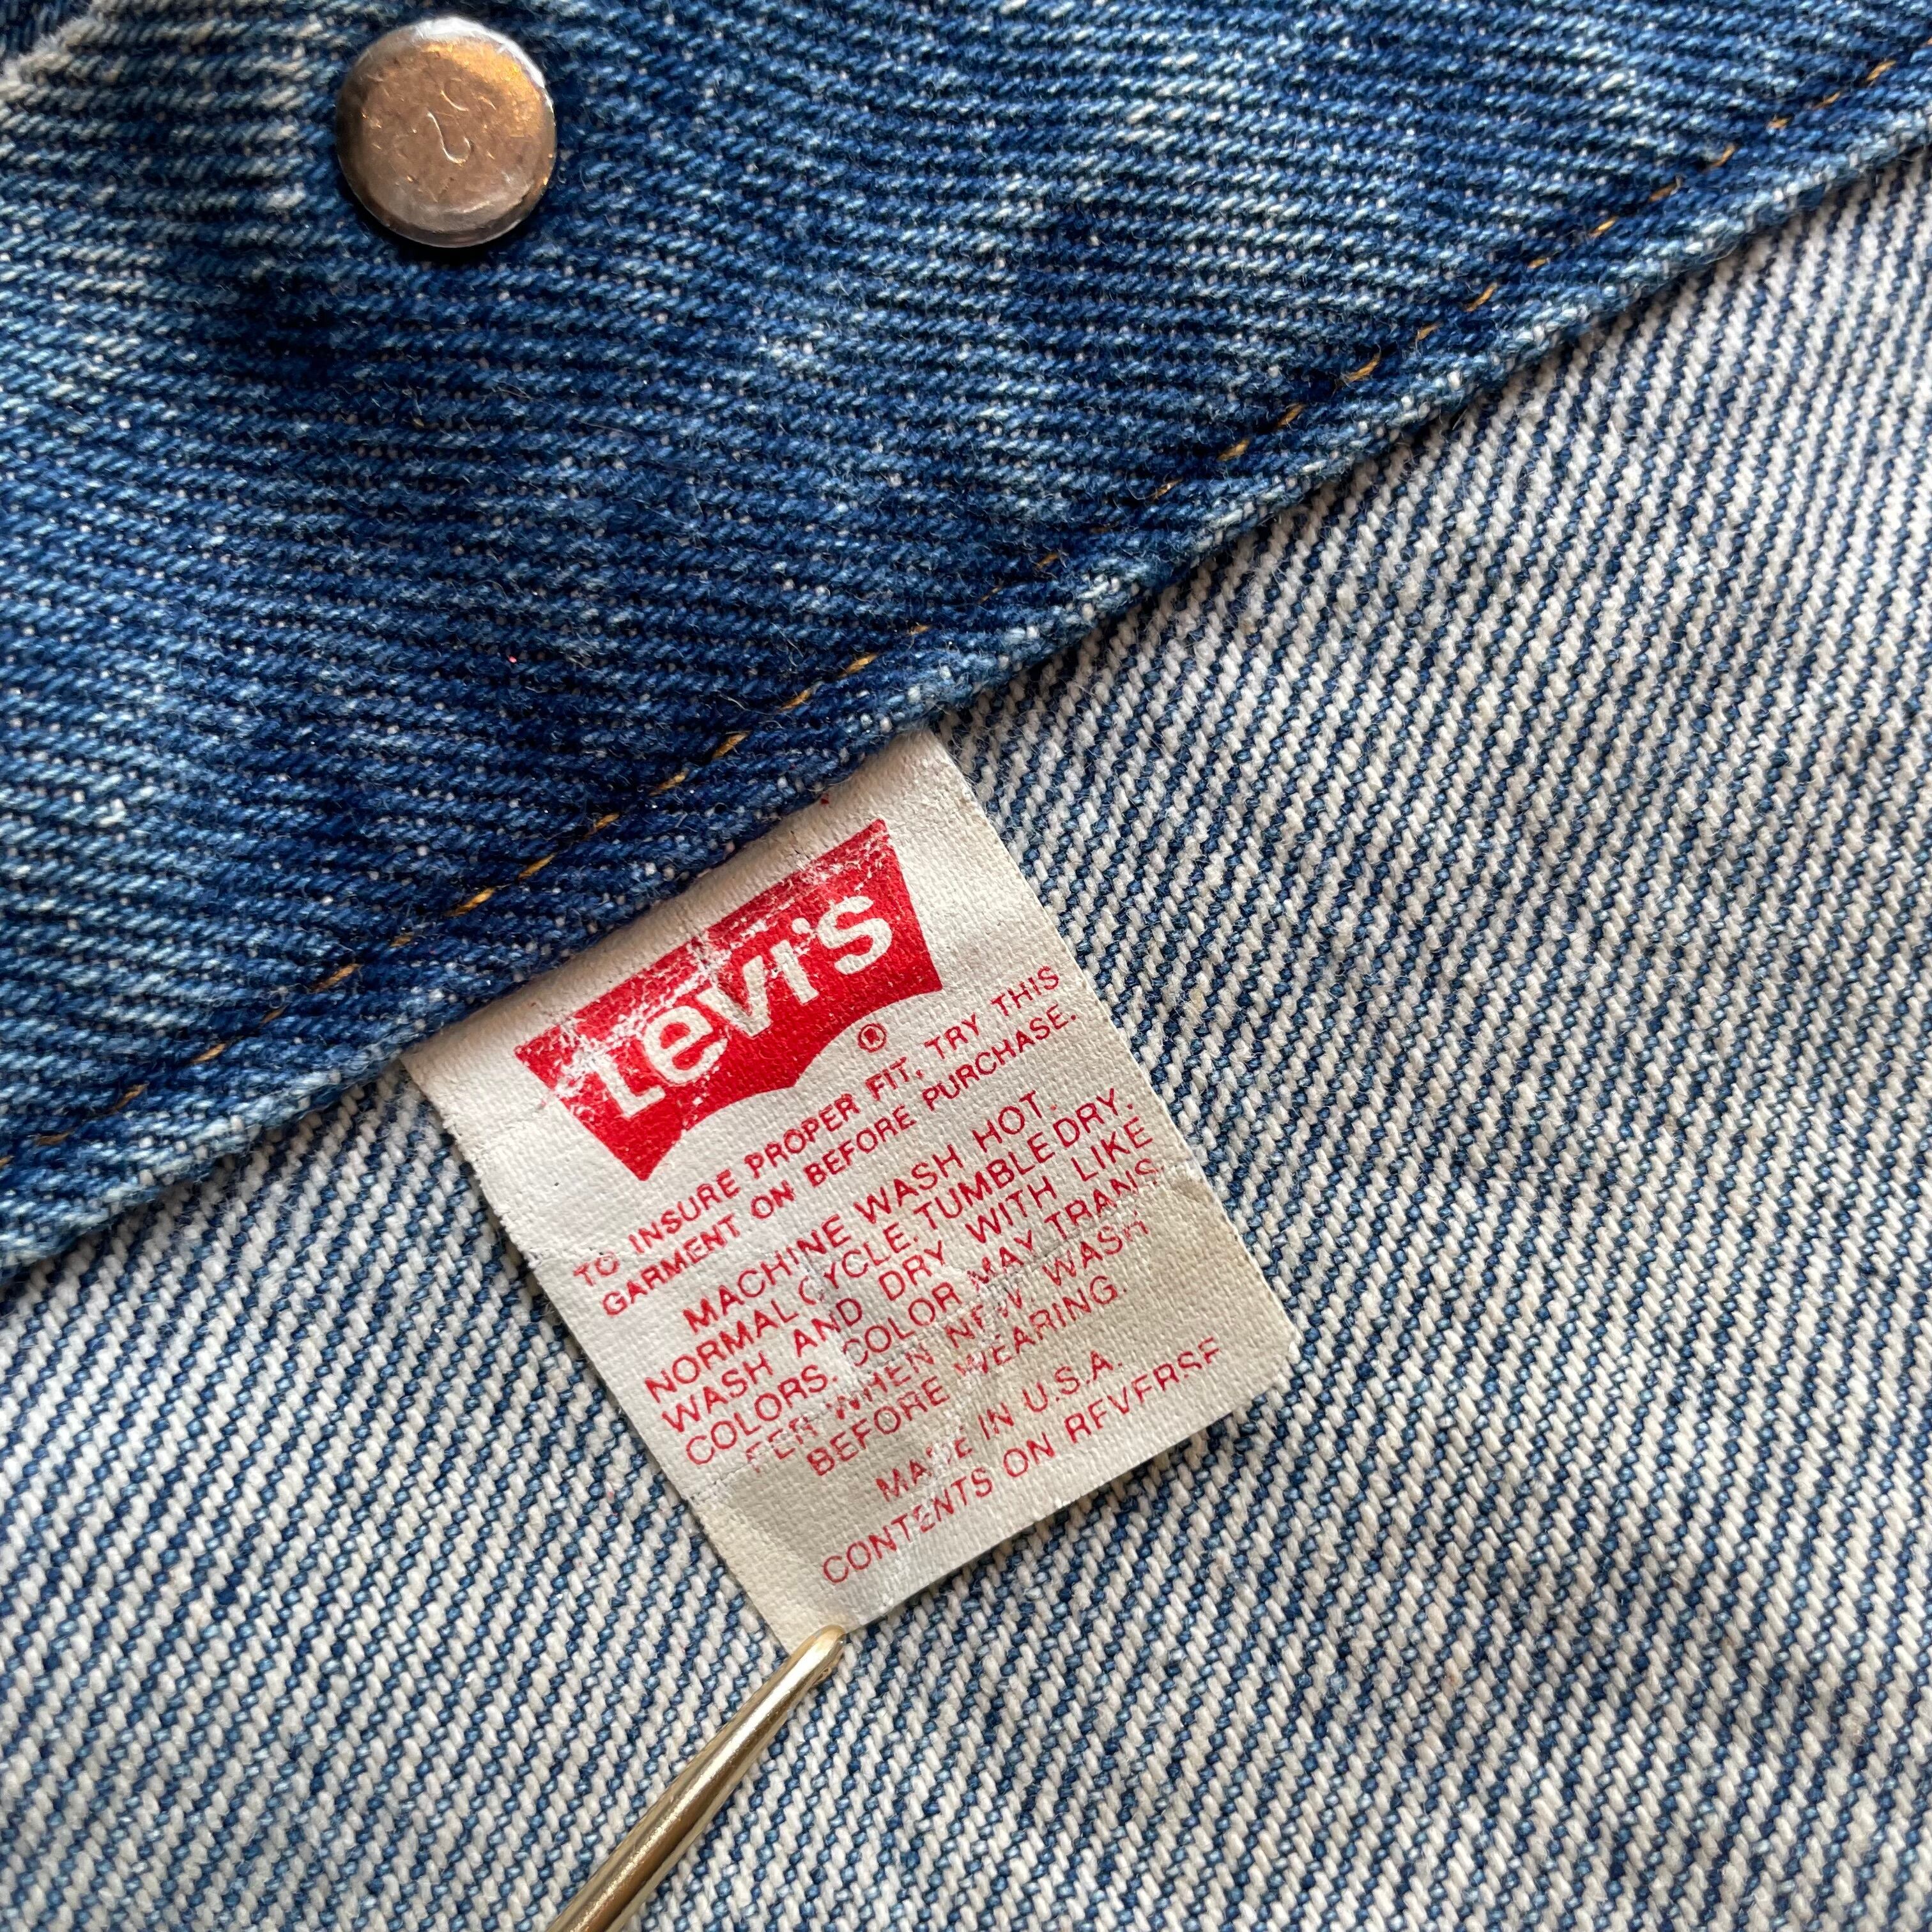 Levi's
®
TO INSURE PROPER FIT, TRY THIS
GARMENT ON BEFORE PURCHASE.
MACHINE WASH HOT.
NORMAL CYCLE. TUMBLE DRY.
WASH AND DRY WITH LIKE
COLORS. COLOR MAY TRANS
FER WHEN NEW. WASH
BEFORE WEARING.
MADE IN U.S.A.
CONTENTS ON REVERSE